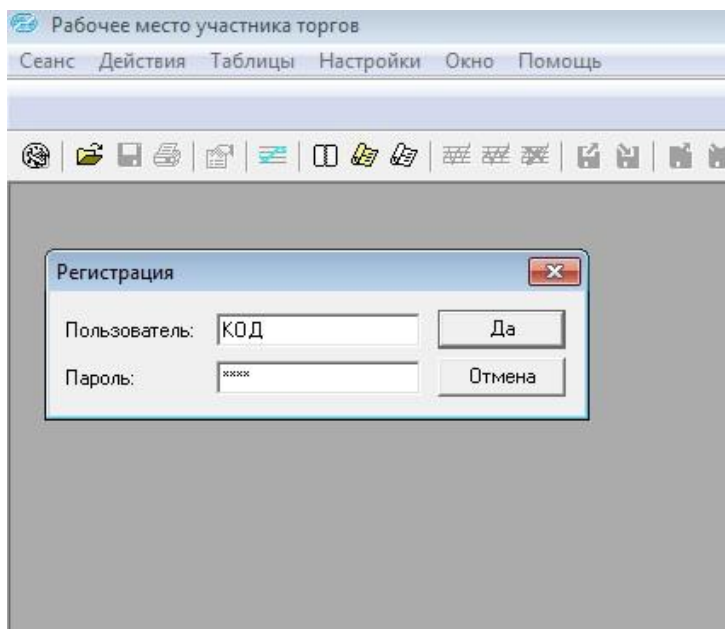 Рабочее место участника торгов
Сеанс Действия Таблицы Настройки Окно Помощь
Регистрация
Пользователь: КОД Да
Пароль: **** Отмена